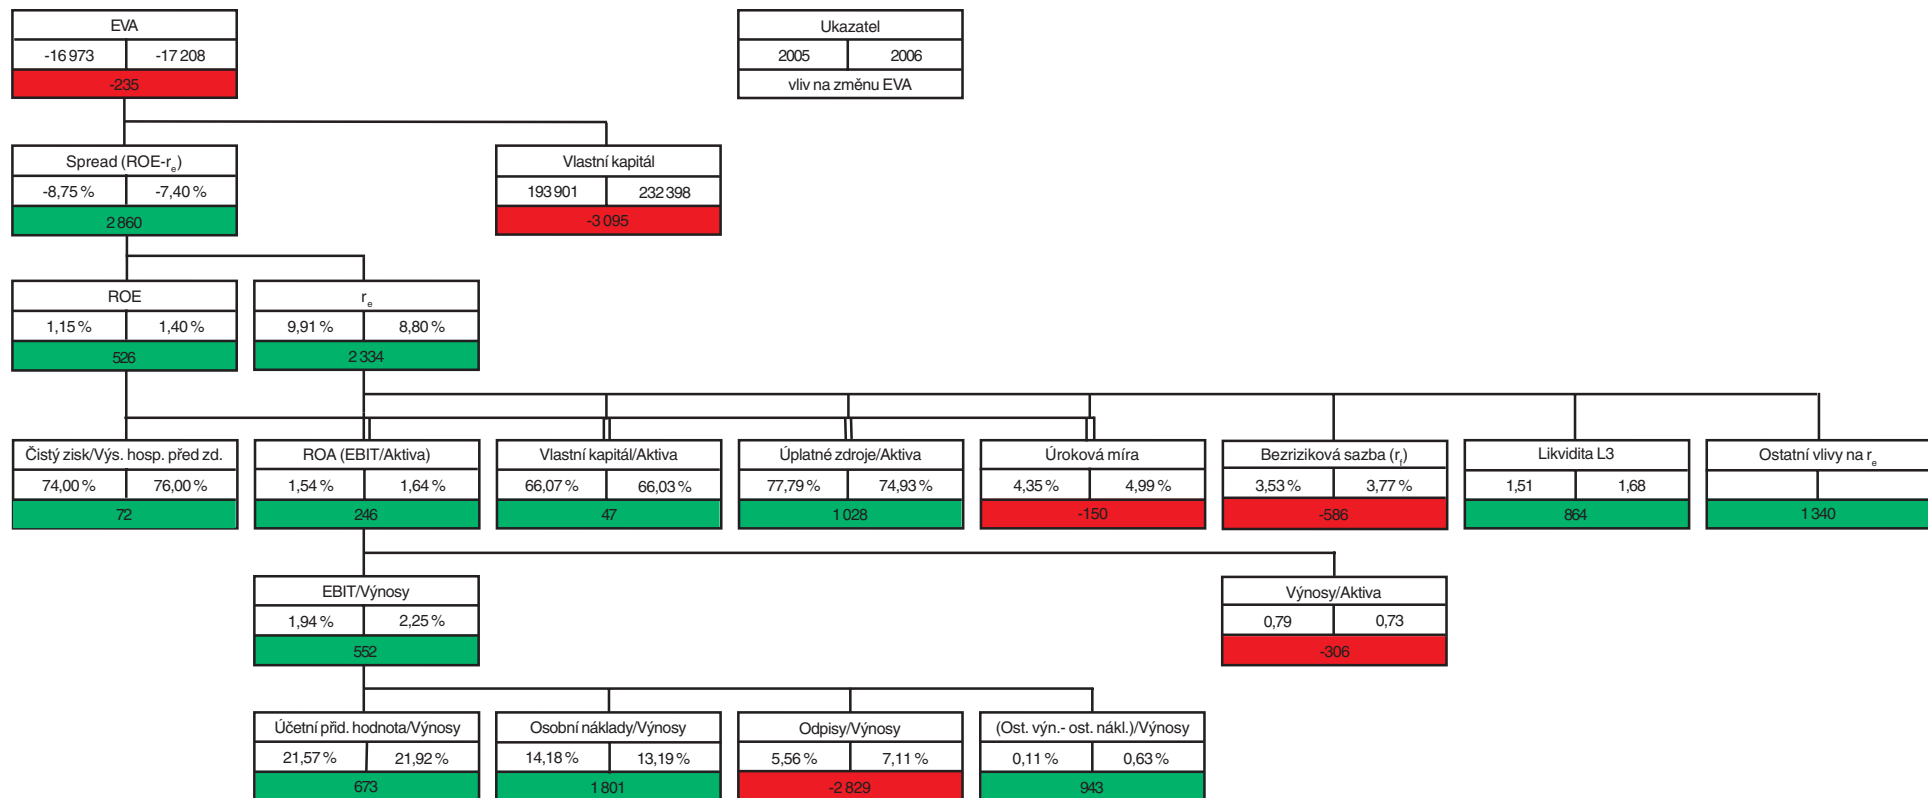 EVA
-16 973 -17 208
-235
Ukazatel
2005 2006
vliv na změnu EVA
Spread (ROE-re)
-8,75 % -7,40 %
2 860
Vlastní kapitál
193 901 232 398
-3 095
ROE
1,15 % 1,40 %
526
re
9,91 % 8,80 %
2 334
Čistý zisk/Výs. hosp. před zd.
74,00 % 76,00 %
72
ROA (EBIT/Aktiva)
1,54 % 1,64 %
246
Vlastní kapitál/Aktiva
66,07 % 66,03 %
47
Úplatné zdroje/Aktiva
77,79 % 74,93 %
1 028
Úroková míra
4,35 % 4,99 %
-150
Bezriziková sazba (rf)
3,53 % 3,77 %
-586
Likvidita L3
1,51 1,68
864
Ostatní vlivy na re
1 340
EBIT/Výnosy
1,94 % 2,25 %
552
Výnosy/Aktiva
0,79 0,73
-306
Účetní přid. hodnota/Výnosy
21,57 % 21,92 %
673
Osobní náklady/Výnosy
14,18 % 13,19 %
1 801
Odpisy/Výnosy
5,56 % 7,11 %
-2 829
(Ost. výn.- ost. nákl.)/Výnosy
0,11 % 0,63 %
943